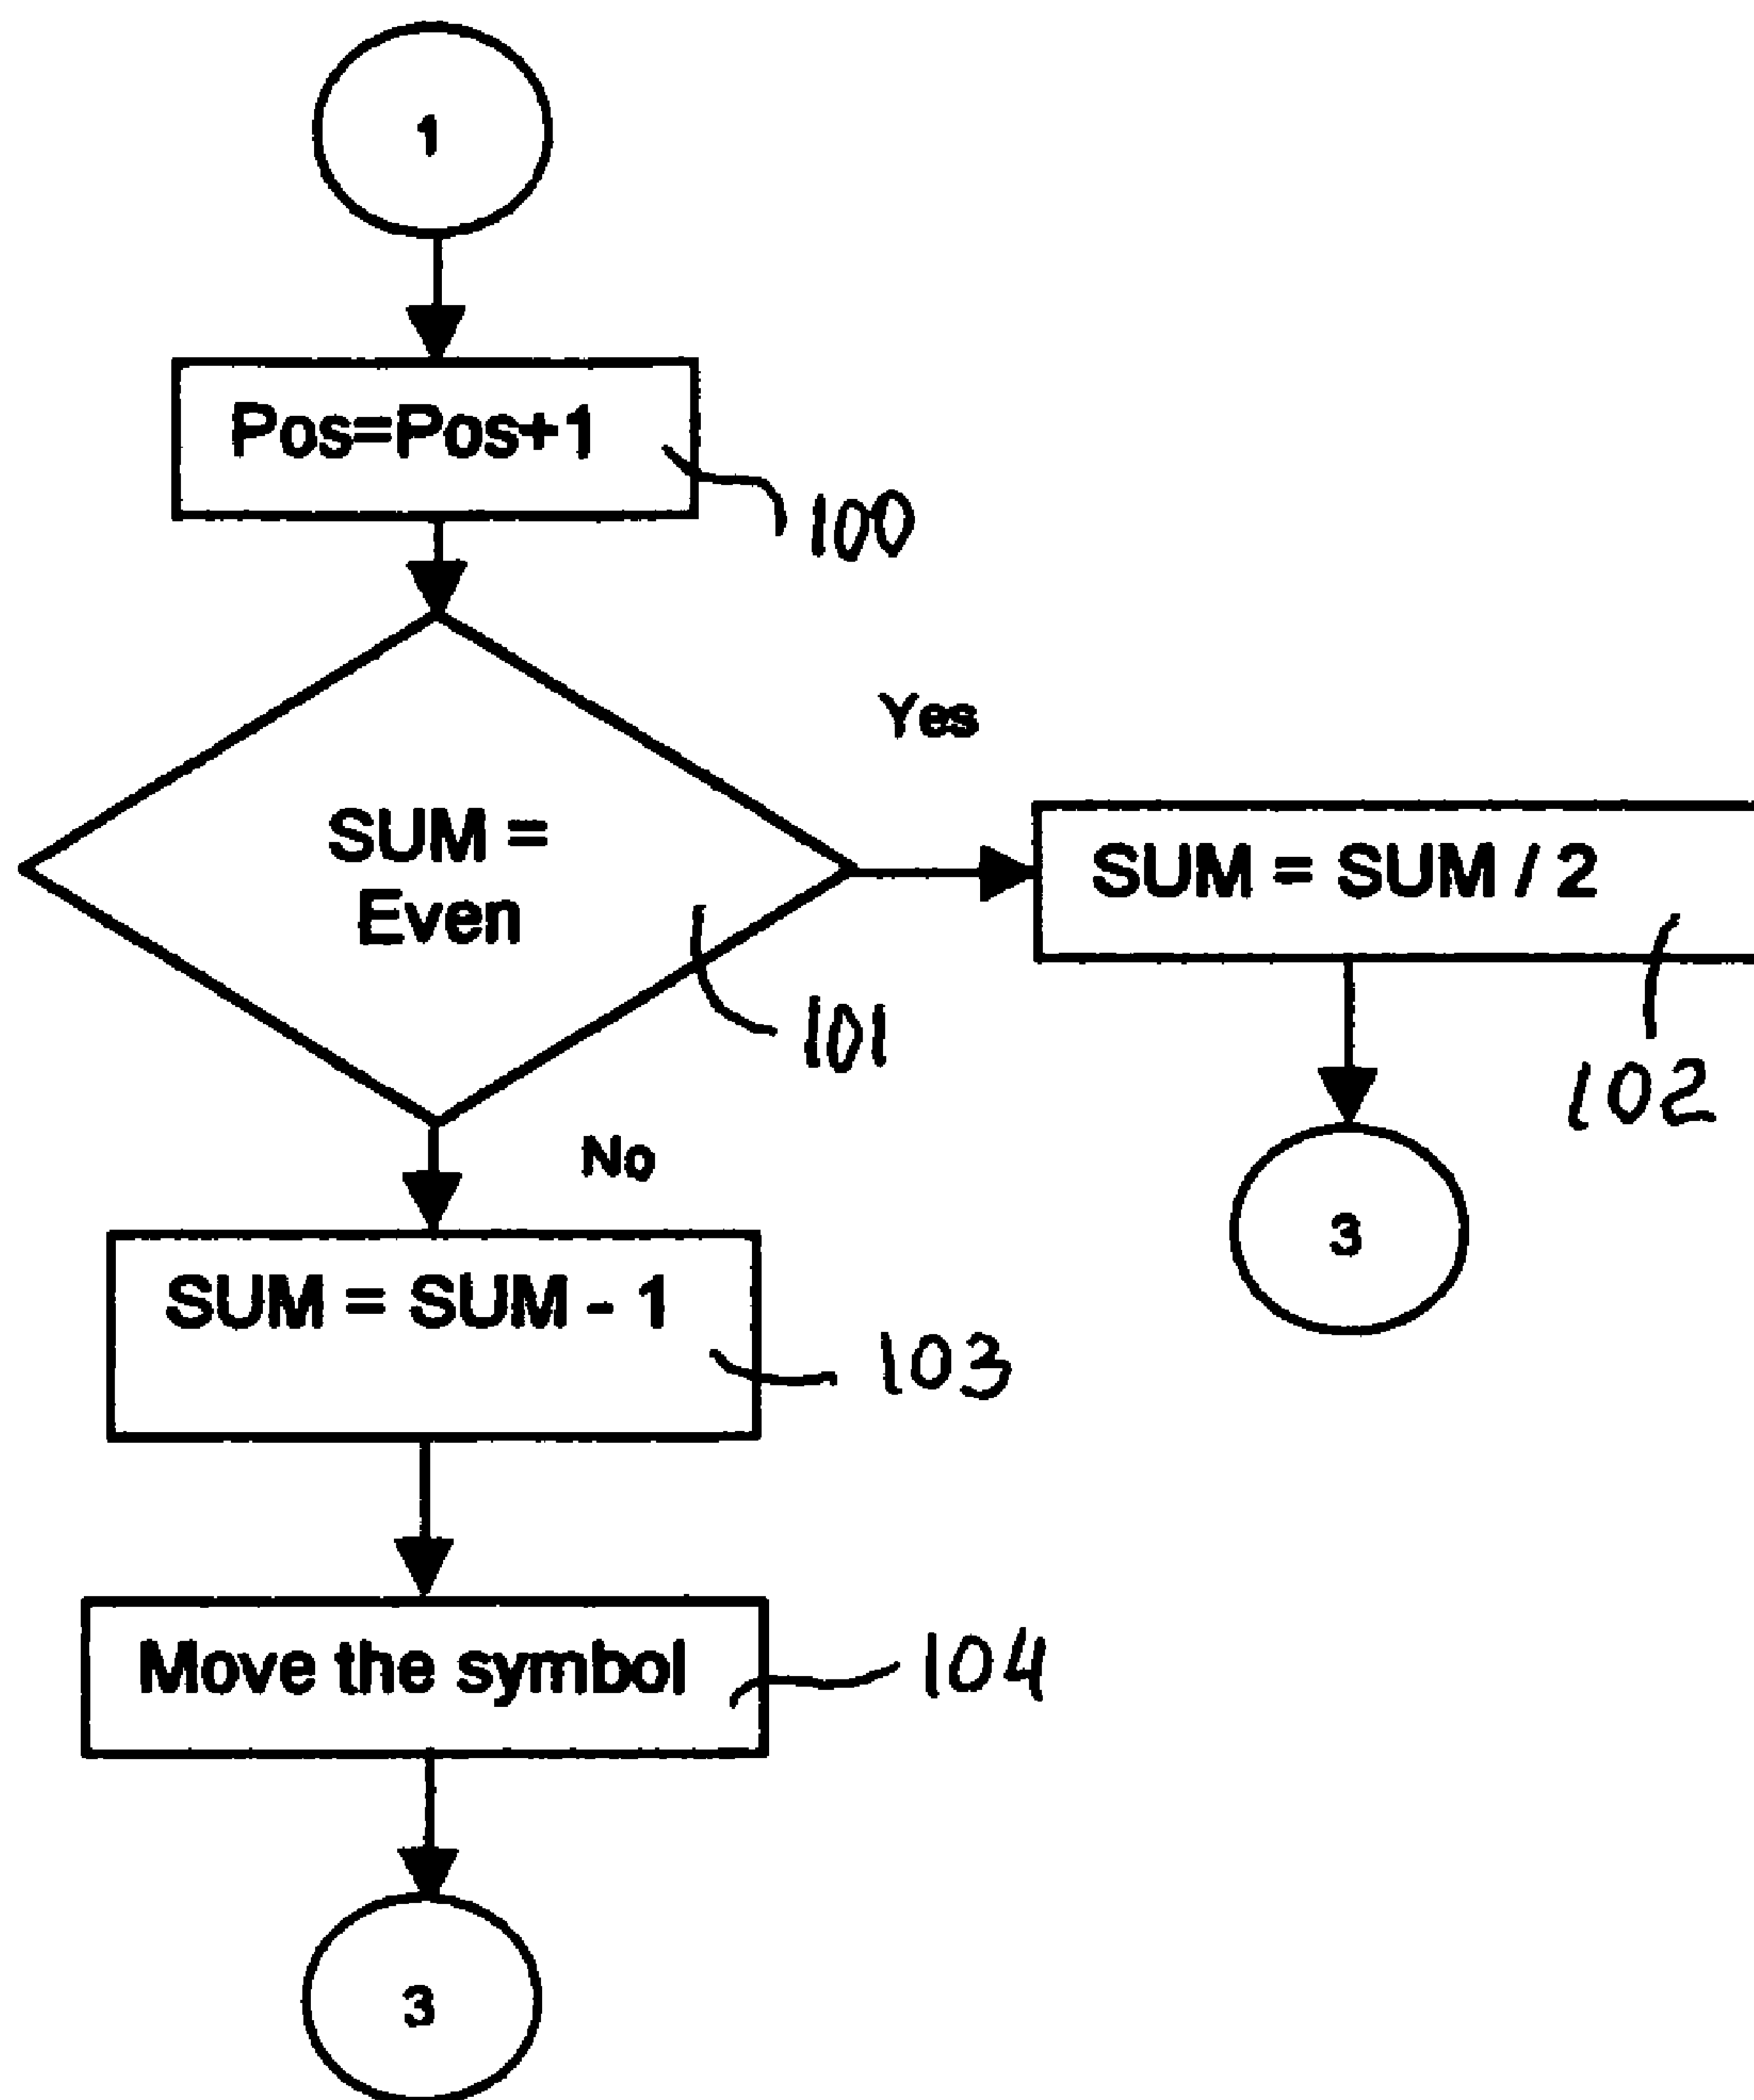 1
Pos=Pos+1
100
Yes
SUM =
Even
SUM = SUM / 2
101
102
No
3
SUM = SUM - 1
103
Move the symbol
104
3